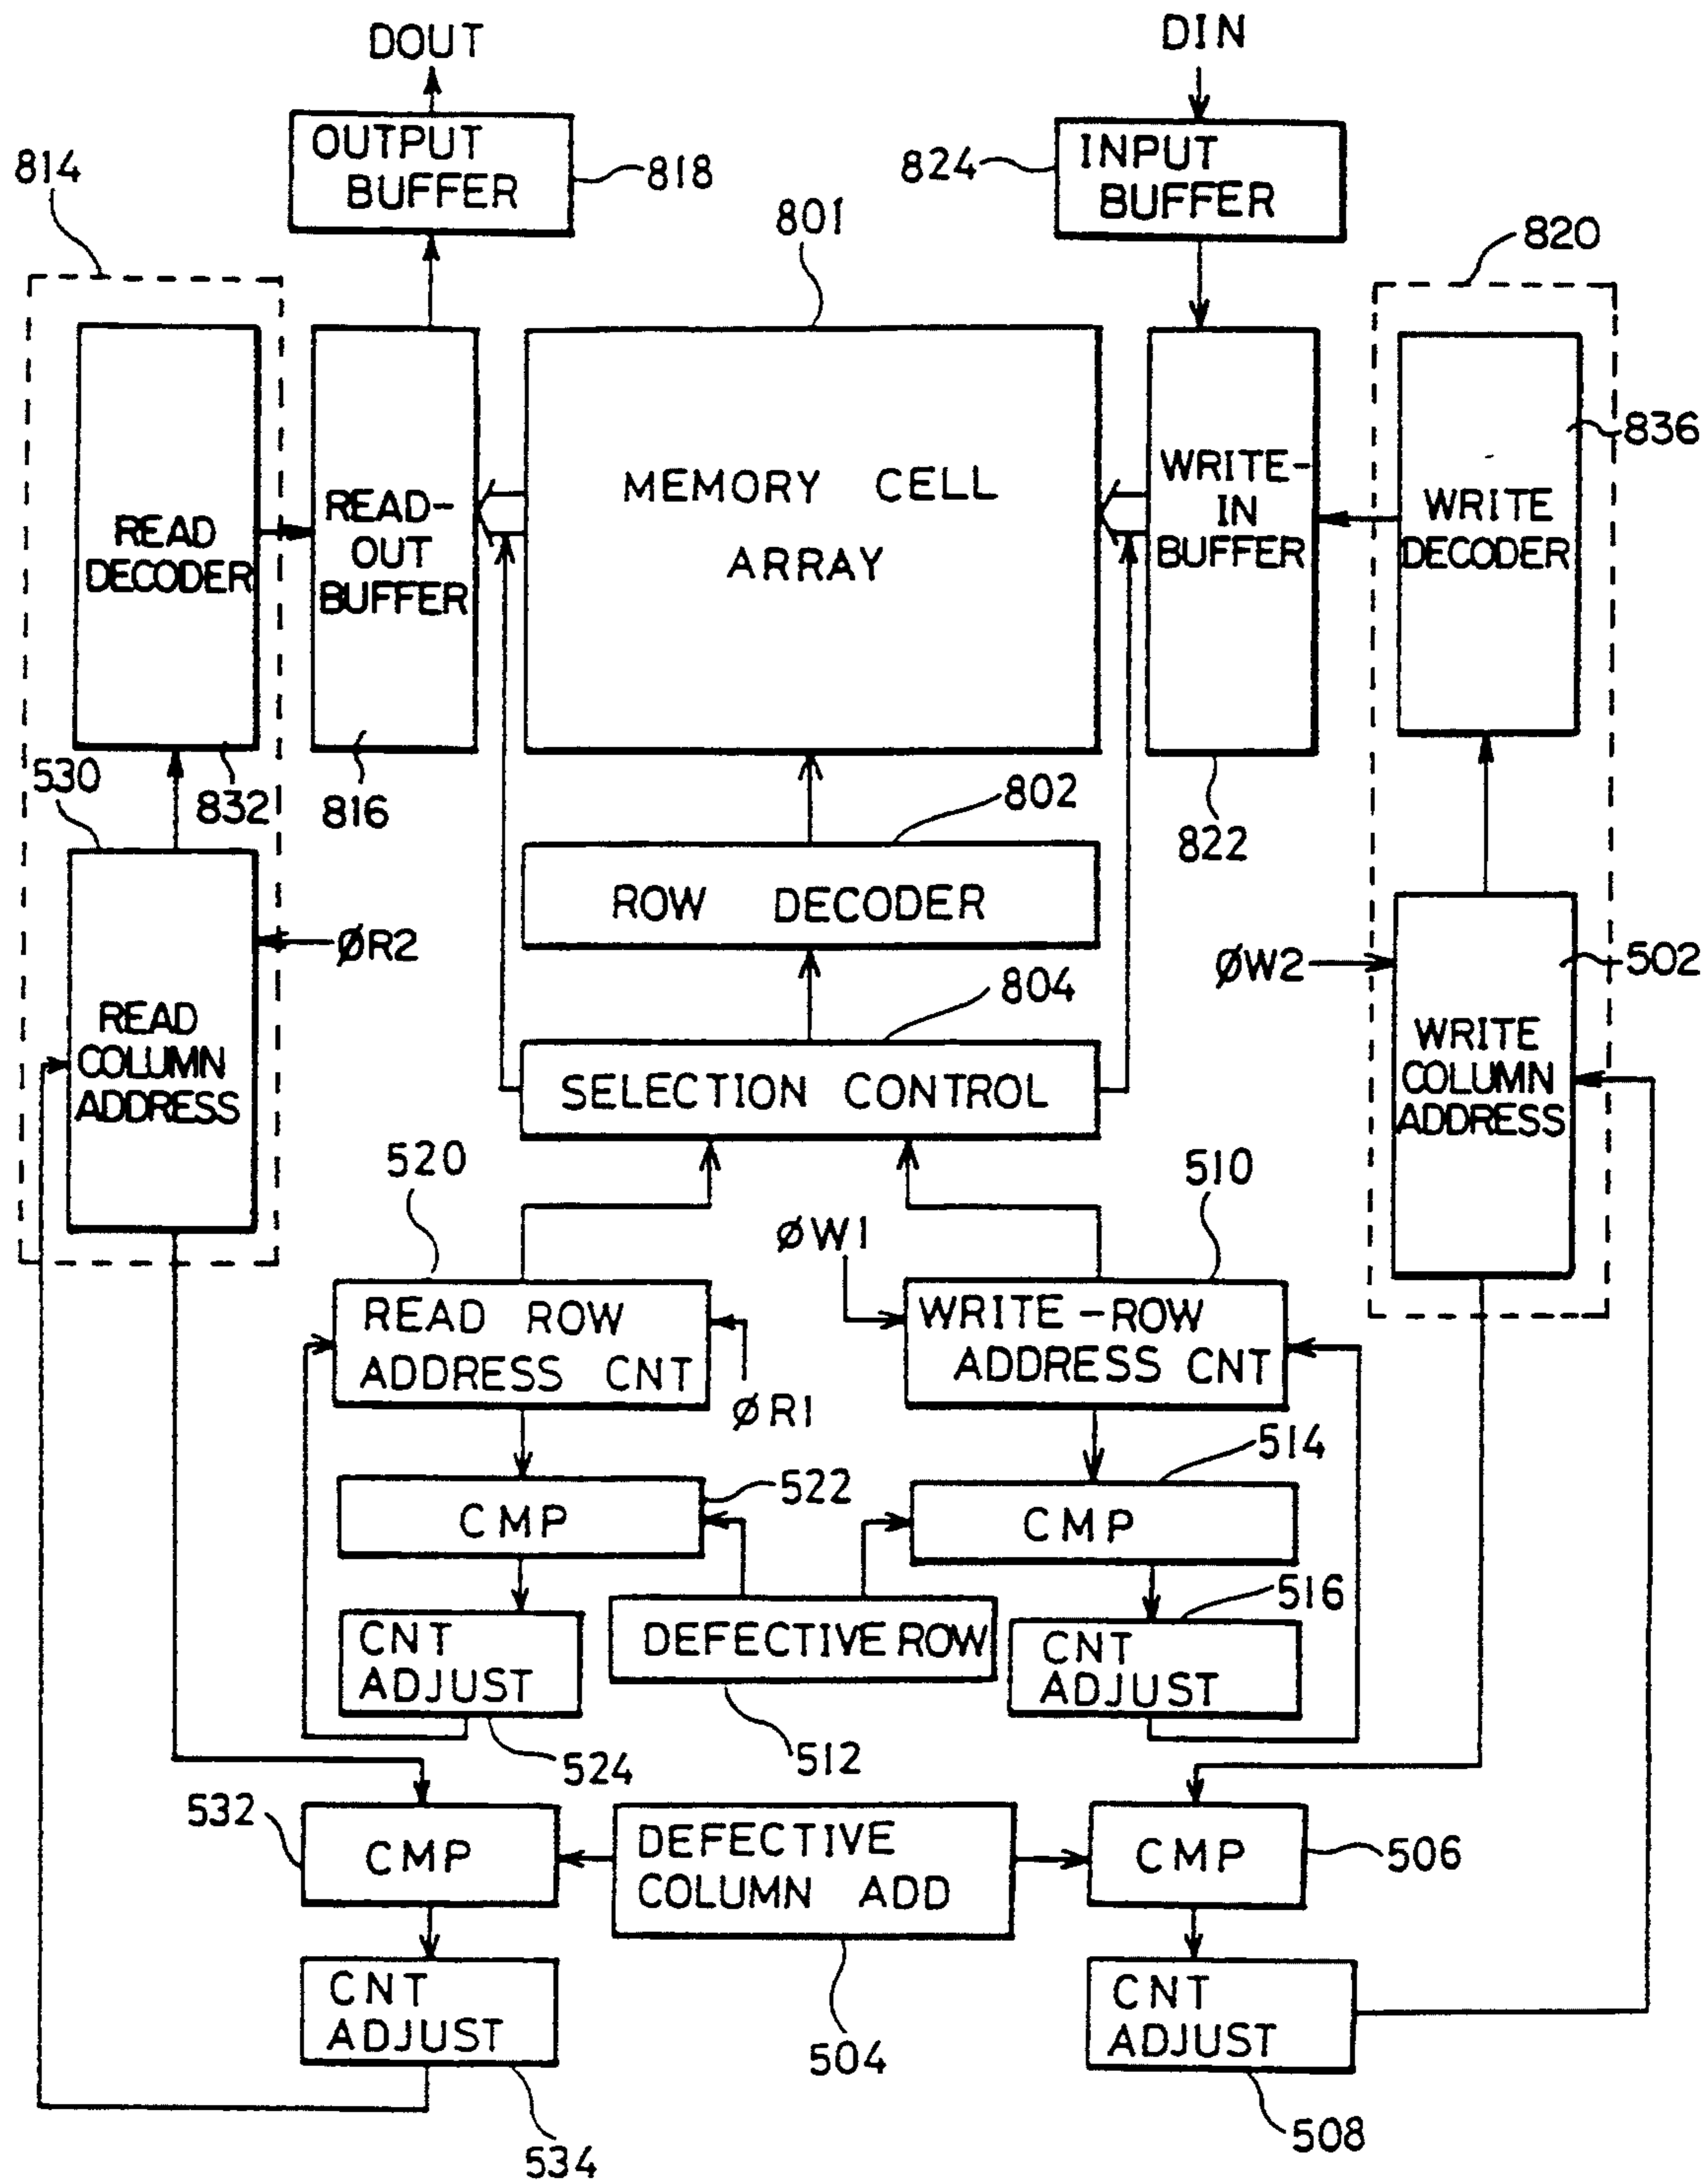 DOUT
DIN
OUTPUT
BUFFER
818
824
INPUT
BUFFER
814
801
820
READ
DECODER
READ-
OUT
BUFFER
MEMORY CELL
ARRAY
WRITE-
IN
BUFFER
WRITE
DECODER
836
530
832
816
802
822
ROW DECODER
ØR2
ØW2
502
804
READ
COLUMN
ADDRESS
SELECTION CONTROL
WRITE
COLUMN
ADDRESS
520
510
ØW1
READ ROW
ADDRESS CNT
WRITE-ROW
ADDRESS CNT
ØR1
522
514
CMP
CMP
516
CNT
ADJUST
DEFECTIVE ROW
CNT
ADJUST
524
512
532
CMP
DEFECTIVE
COLUMN ADD
CMP
506
CNT
ADJUST
504
CNT
ADJUST
534
508